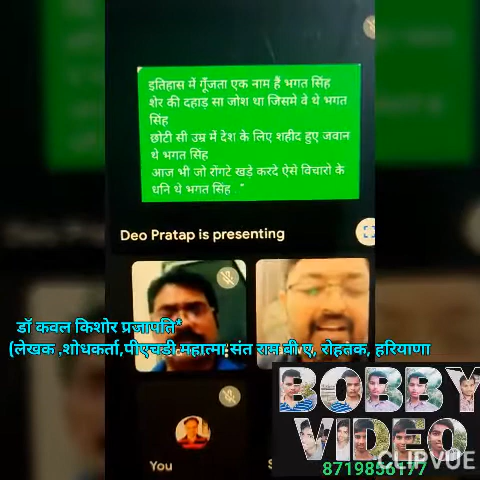 इतिहास में गूँजता एक नाम हैं भगत सिंह
शेर की दहाड़ सा जोश था जिसमे वे थे भगत
सिंह
छोटी सी उम्र में देश के लिए शहीद हुए जवान
थे भगत सिंह
आज भी जो रोंगटे खड़े करदे ऐसे विचारो के
धनि थे भगत सिंह ."
Deo Pratap is presenting
डॉ कवल किशोर प्रजापति*
(लेखक ,शोधकर्ता,पीएचडी महात्मा संत राम बी ए, रोहतक, हरियाणा
You
BOBBY
VIDEO
CLIPVUE
8719856177